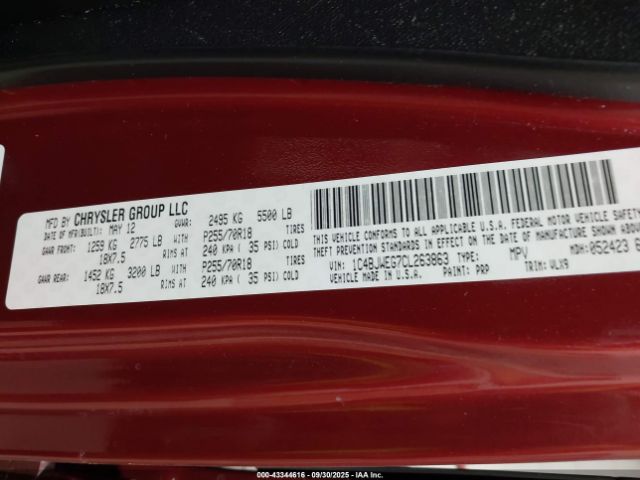 MFD BY CHRYSLER GROUP LLC
DATE OF MFR(BUILT): MAY 12 GVWR: 2495 KG 5500 LB
GAWR FRONT: 1259 KG 2775 LB WITH TIRES P255/70R18
18X7.5 RIMS AT 240 KPA ( 35 PSI) COLD
GAWR REAR: 1452 KG 3200 LB WITH TIRES P255/70R18
18X7.5 RIMS AT 240 KPA ( 35 PSI) COLD
THIS VEHICLE CONFORMS TO ALL APPLICABLE U.S.A. FEDERAL MOTOR VEHICLE
THEFT PREVENTION STANDARDS IN EFFECT ON THE DATE OF MANUFACTURE SHOWN ABOVE
VIN: 1C4BJWEG7CL263863 TYPE: MPV MDH: 052423
PAINT: PRP TRIM: VLX9
000-43344616 - 09/30/2025 - IAA Inc.